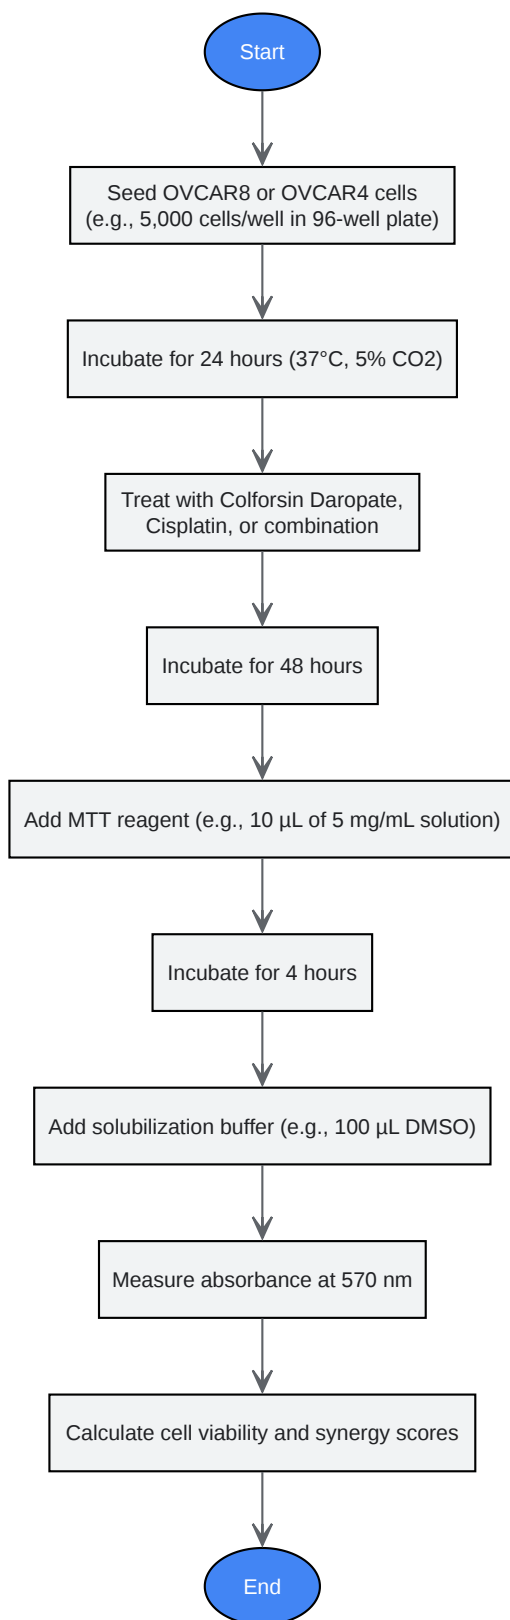 Start
Seed OVCAR8 or OVCAR4 cells
(e.g., 5,000 cells/well in 96-well plate)
Incubate for 24 hours (37°C, 5% CO2)
Treat with Colforsin Daropate,
Cisplatin, or combination
Incubate for 48 hours
Add MTT reagent (e.g., 10 µL of 5 mg/mL solution)
Incubate for 4 hours
Add solubilization buffer (e.g., 100 µL DMSO)
Measure absorbance at 570 nm
Calculate cell viability and synergy scores
End